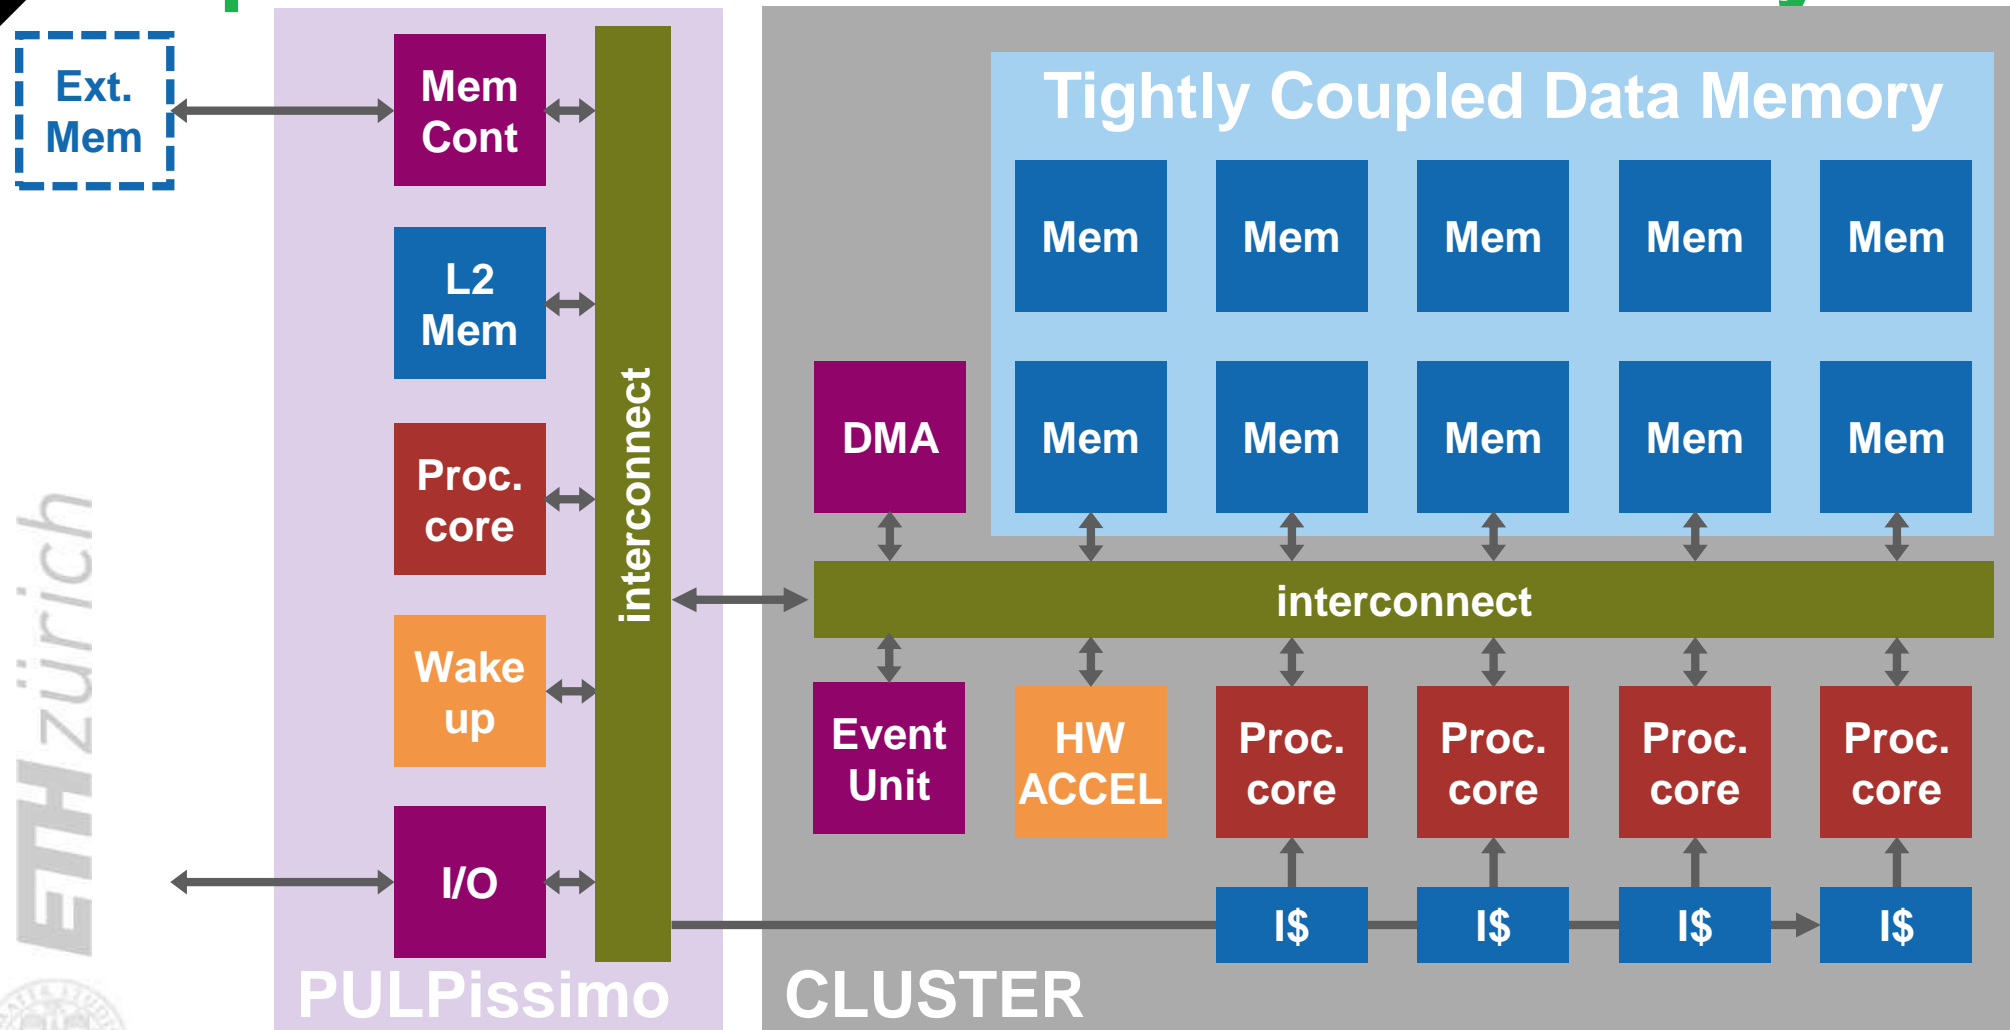 Ext.
Mem
Mem
Cont
L2
Mem
Proc.
core
Wake
up
I/O
interconnect
PULPissimo
Tightly Coupled Data Memory
Mem Mem Mem Mem Mem
DMA Mem Mem Mem Mem Mem
interconnect
Event
Unit
HW
ACCEL
Proc.
core
Proc.
core
Proc.
core
Proc.
core
I$ I$ I$ I$
CLUSTER
ETH zürich